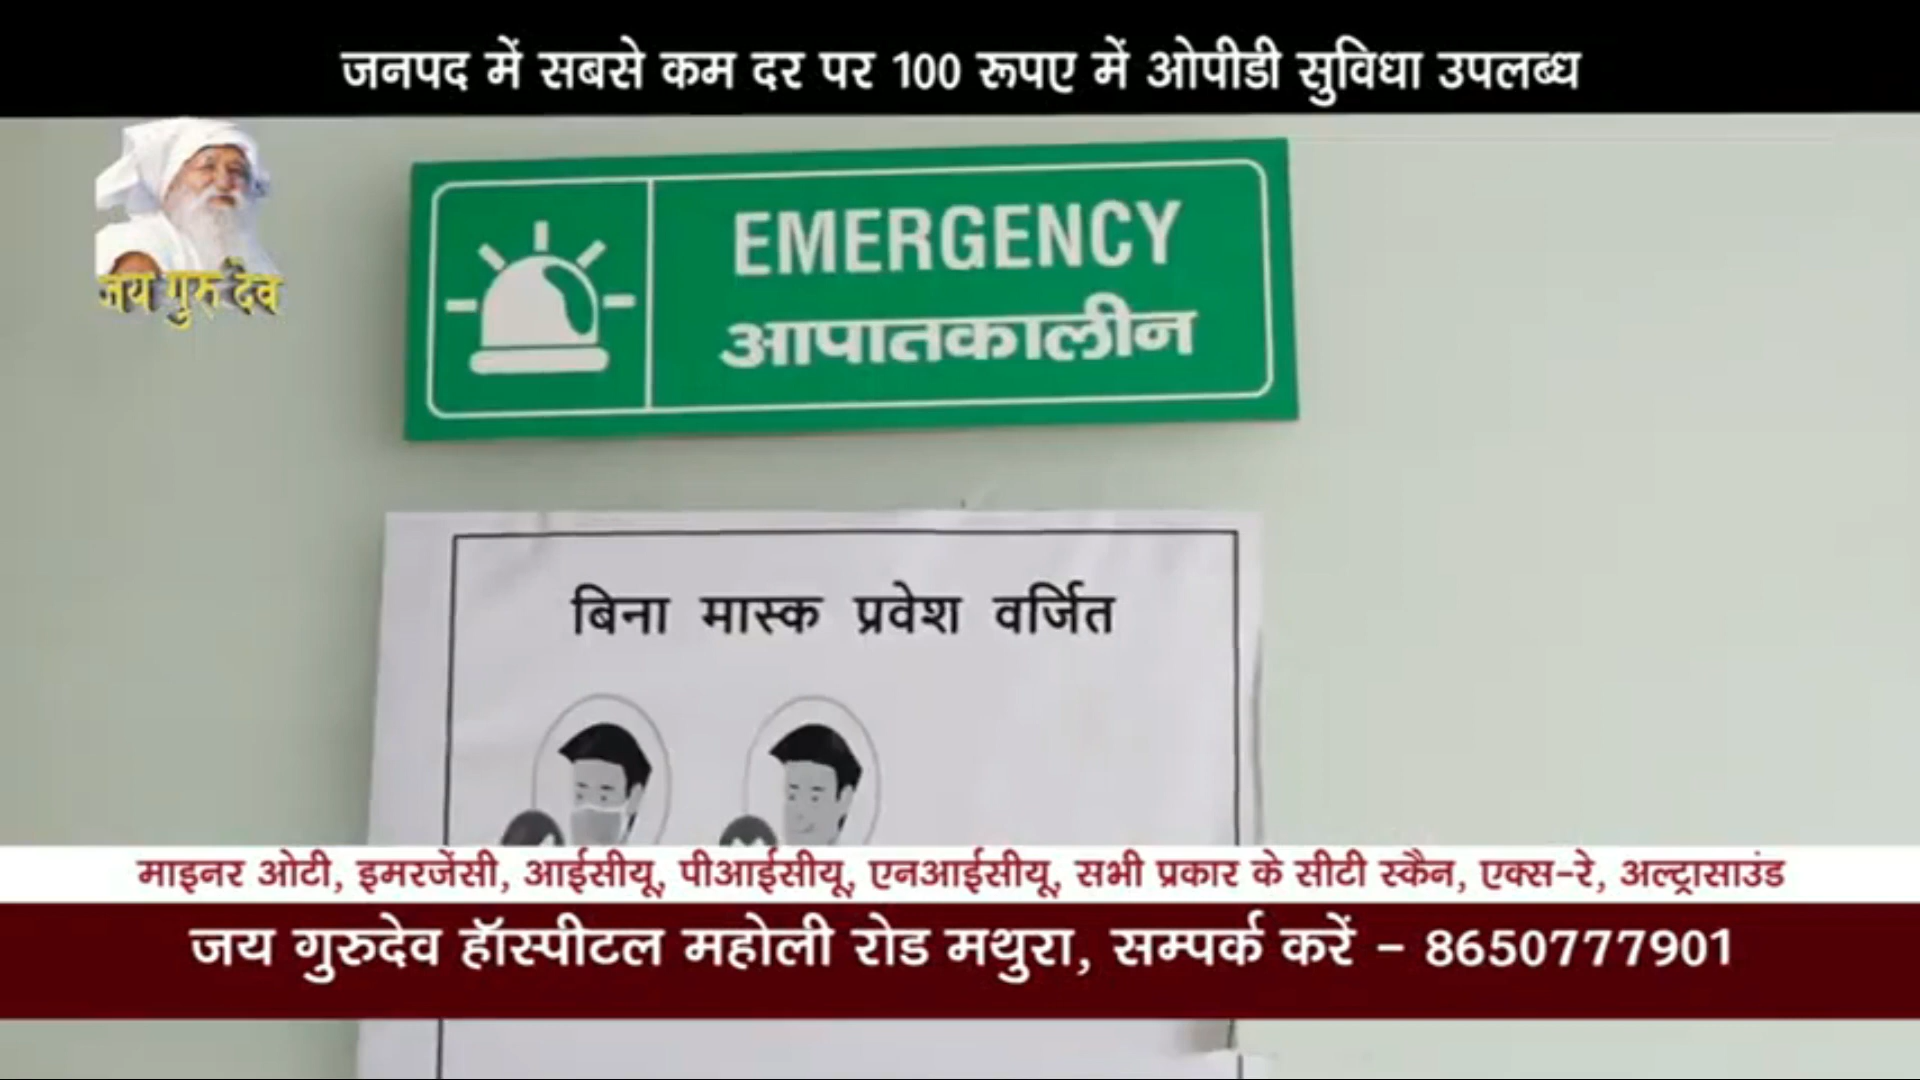 जनपद में सबसे कम दर पर 100 रूपए में ओपीडी सुविधा उपलब्ध
जय गुरु देव
EMERGENCY
आपातकालीन
बिना मास्क प्रवेश वर्जित
माइनर ओटी, इमरजेंसी, आईसीयू, पीआईसीयू, एनआईसीयू, सभी प्रकार के सीटी स्कैन, एक्स-रे, अल्ट्रासाउंड
जय गुरुदेव हॉस्पीटल महोली रोड मथुरा, सम्पर्क करें - 8650777901